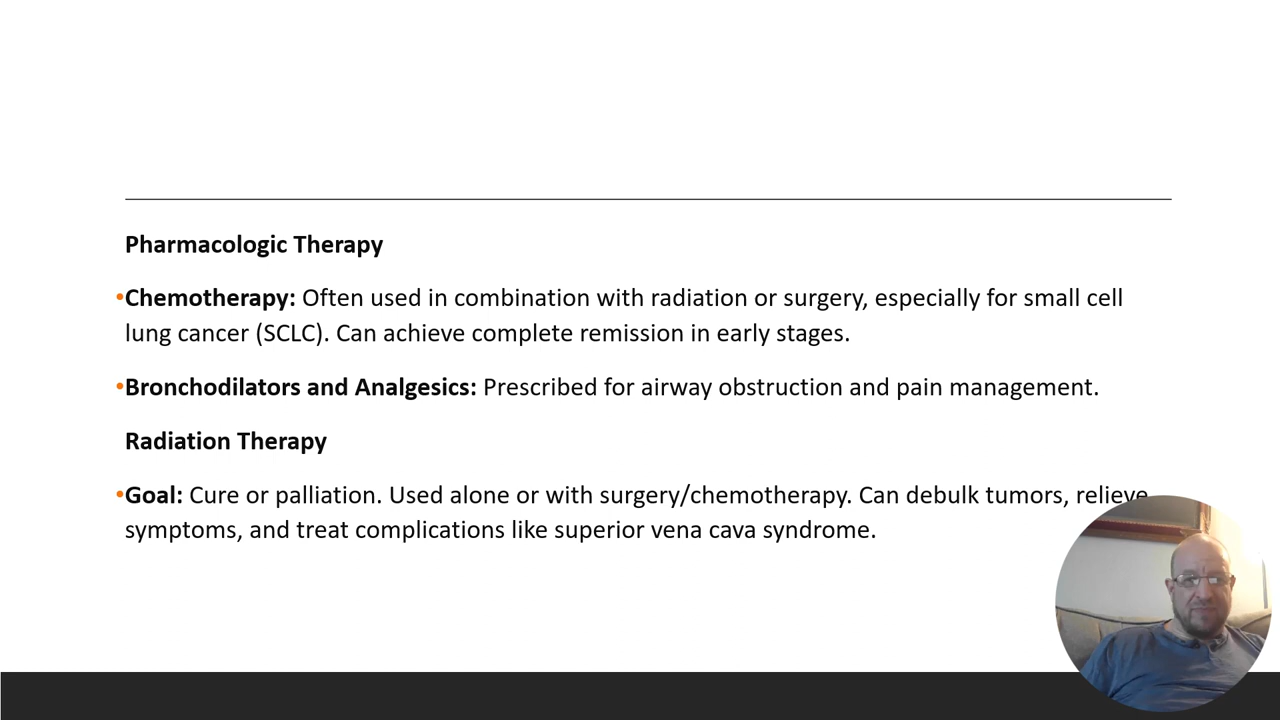 Pharmacologic Therapy
•Chemotherapy: Often used in combination with radiation or surgery, especially for small cell
lung cancer (SCLC). Can achieve complete remission in early stages.
•Bronchodilators and Analgesics: Prescribed for airway obstruction and pain management.
Radiation Therapy
•Goal: Cure or palliation. Used alone or with surgery/chemotherapy. Can debulk tumors, relieve
symptoms, and treat complications like superior vena cava syndrome.